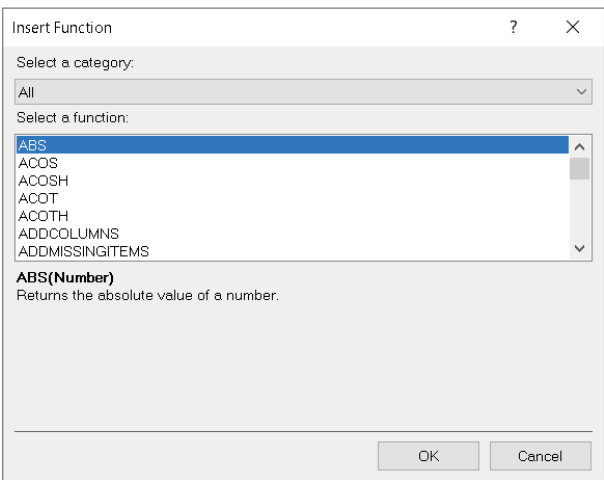 Insert Function
?
Select a category:
All
Select a function:
ABS
ACOS
ACOSH
ACOT
ACOTH
ADDCOLUMNS
ADDMISSINGITEMS
ABS(Number)
Returns the absolute value of a number.
OK
Cancel